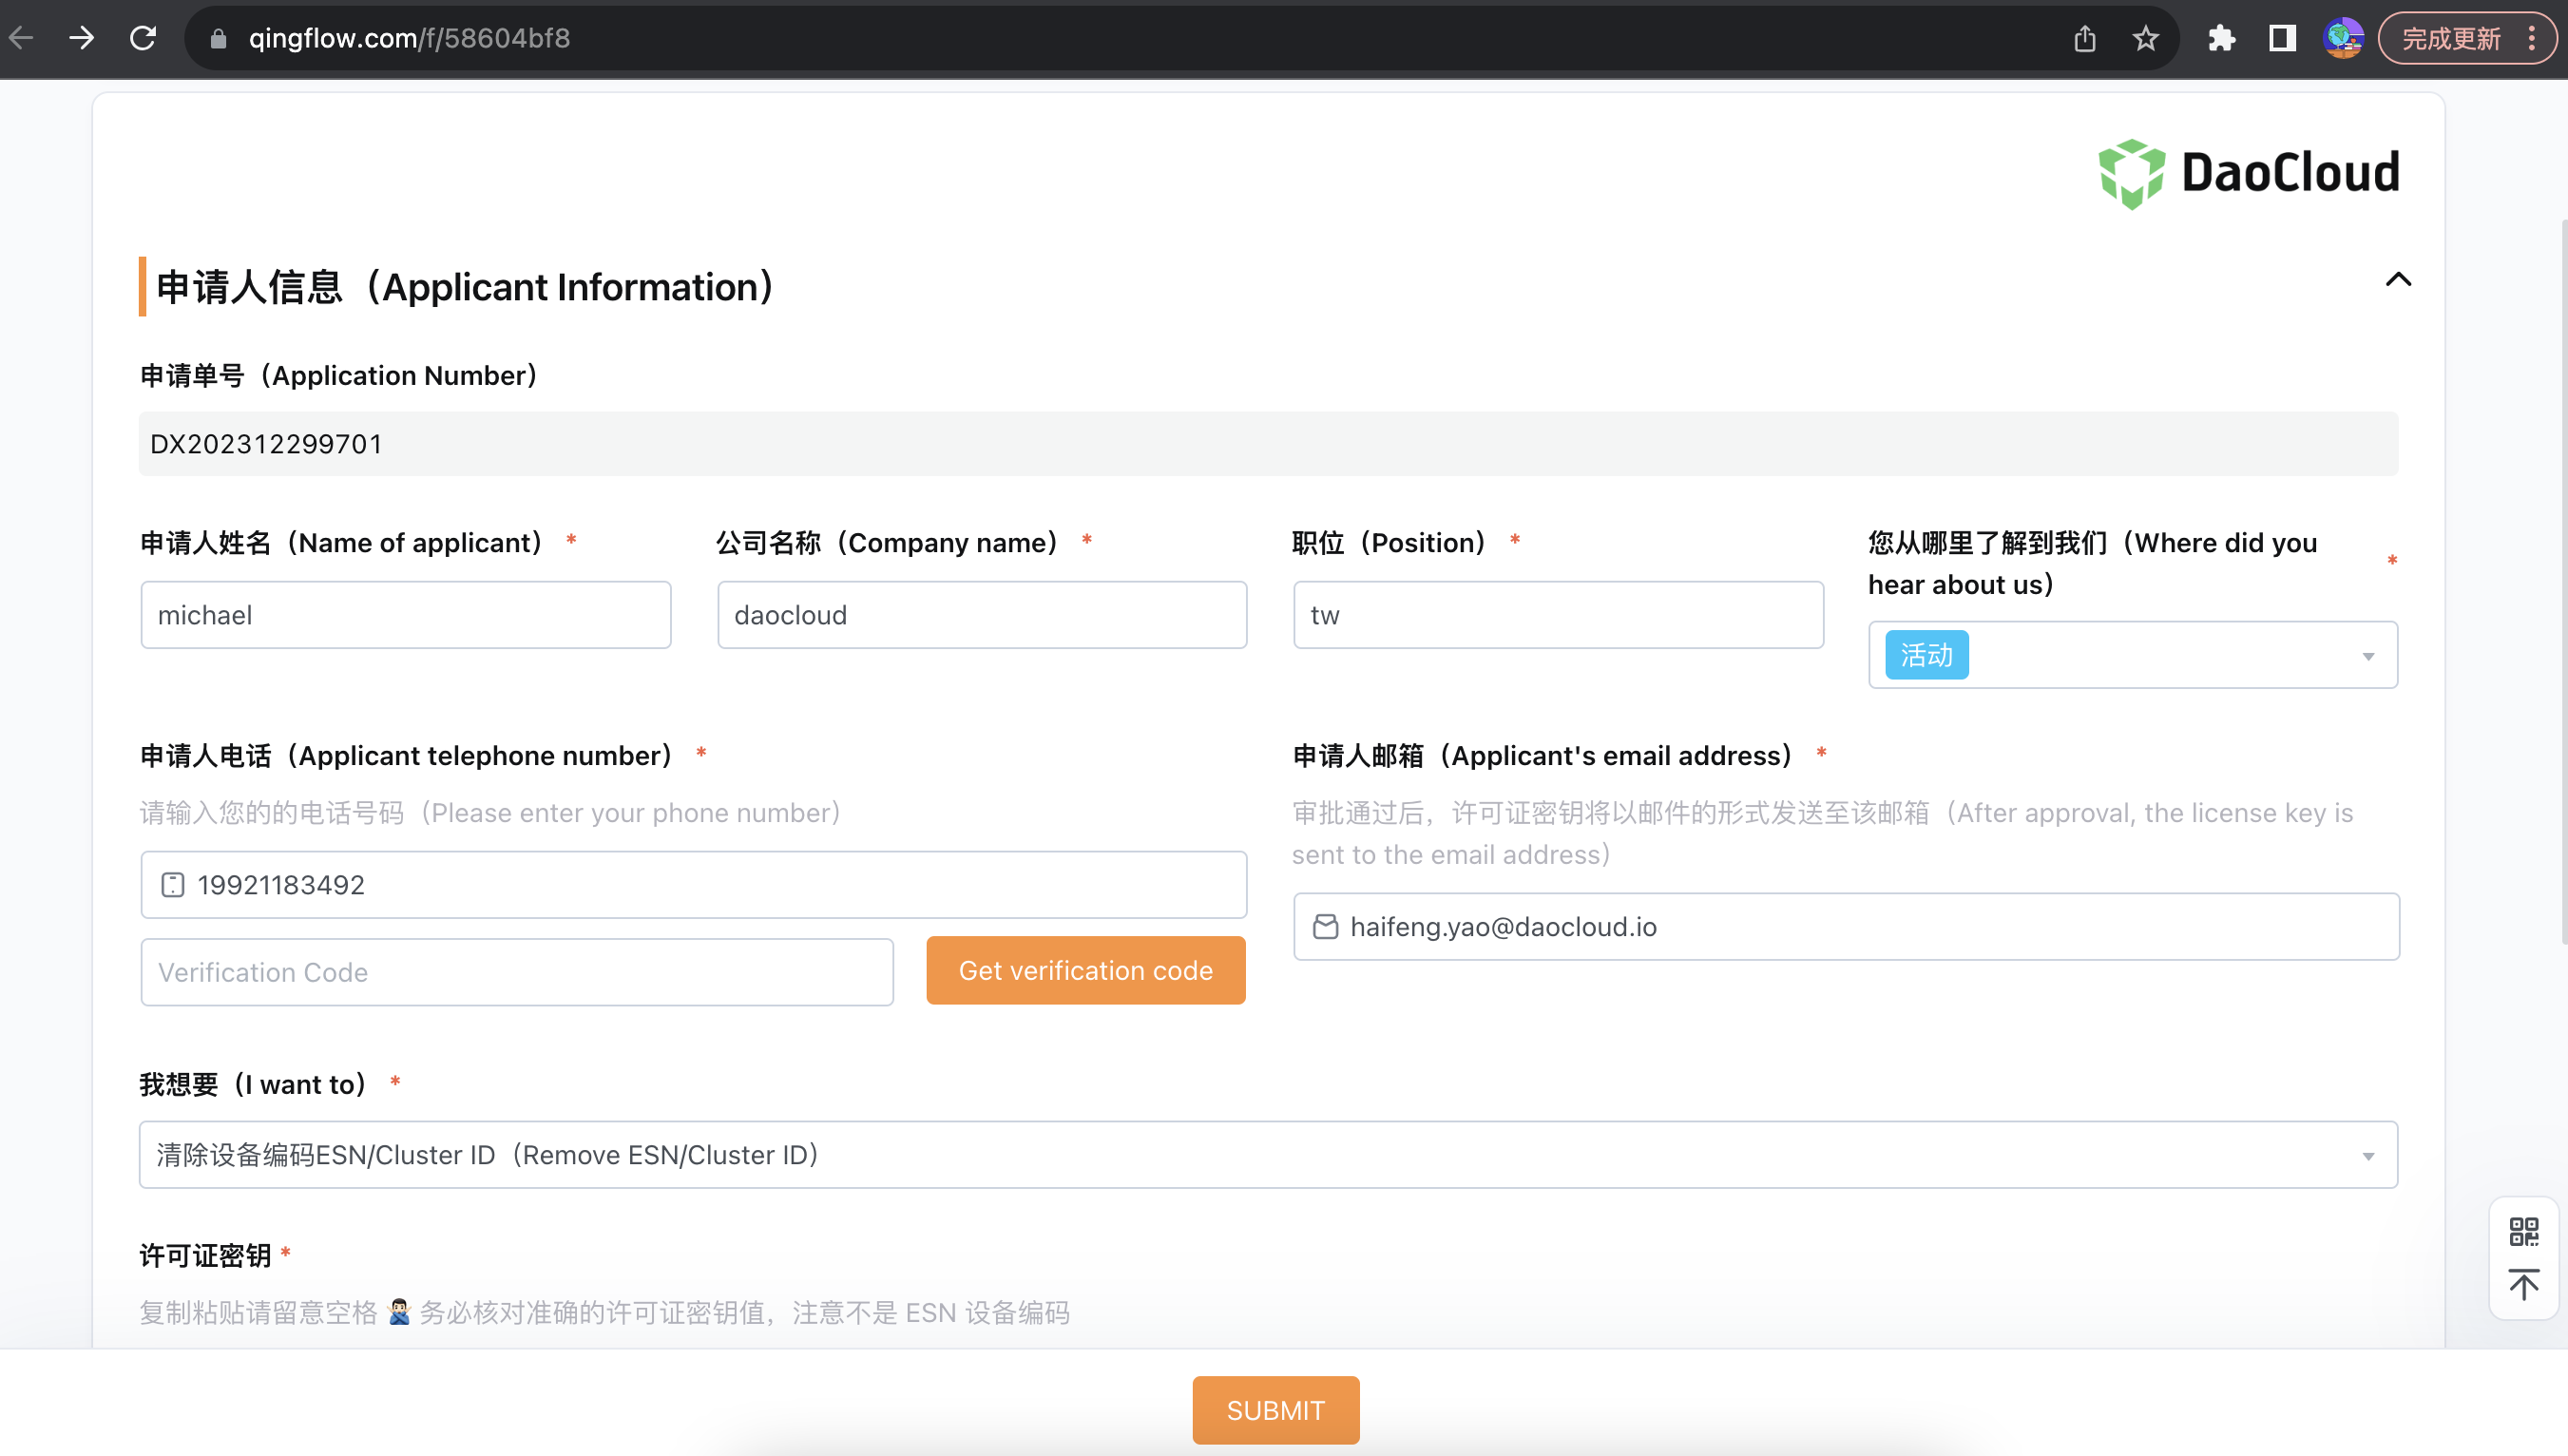 qingflow.com/f/58604bf8
完成更新
DaoCloud
申请人信息（Applicant Information）
申请单号（Application Number）
DX202312299701
申请人姓名（Name of applicant） *
公司名称（Company name） *
职位（Position） *
您从哪里了解到我们（Where did you
hear about us） *
michael
daocloud
tw
活动
申请人电话（Applicant telephone number） *
请输入您的的电话号码（Please enter your phone number）
19921183492
Verification Code
Get verification code
申请人邮箱（Applicant's email address） *
审批通过后，许可证密钥将以邮件的形式发送至该邮箱（After approval, the license key is
sent to the email address）
haifeng.yao@daocloud.io
我想要（I want to） *
清除设备编码ESN/Cluster ID（Remove ESN/Cluster ID）
许可证密钥 *
复制粘贴请留意空格 🙅🏻‍♂️ 务必核对准确的许可证密钥值，注意不是 ESN 设备编码
SUBMIT